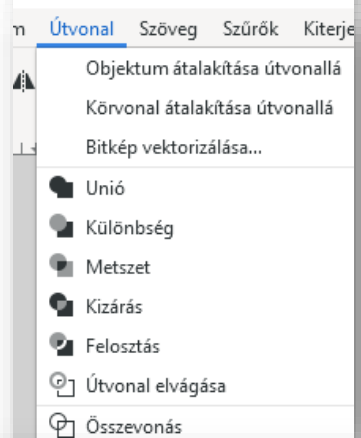 m Útvonal Szöveg Szűrők Kiterje
Objektum átalakítása útvonallá
Körvonal átalakítása útvonallá
Bitkép vektorizálása...
Unió
Különbség
Metszet
Kizárás
Felosztás
Útvonal elvágása
Összevonás